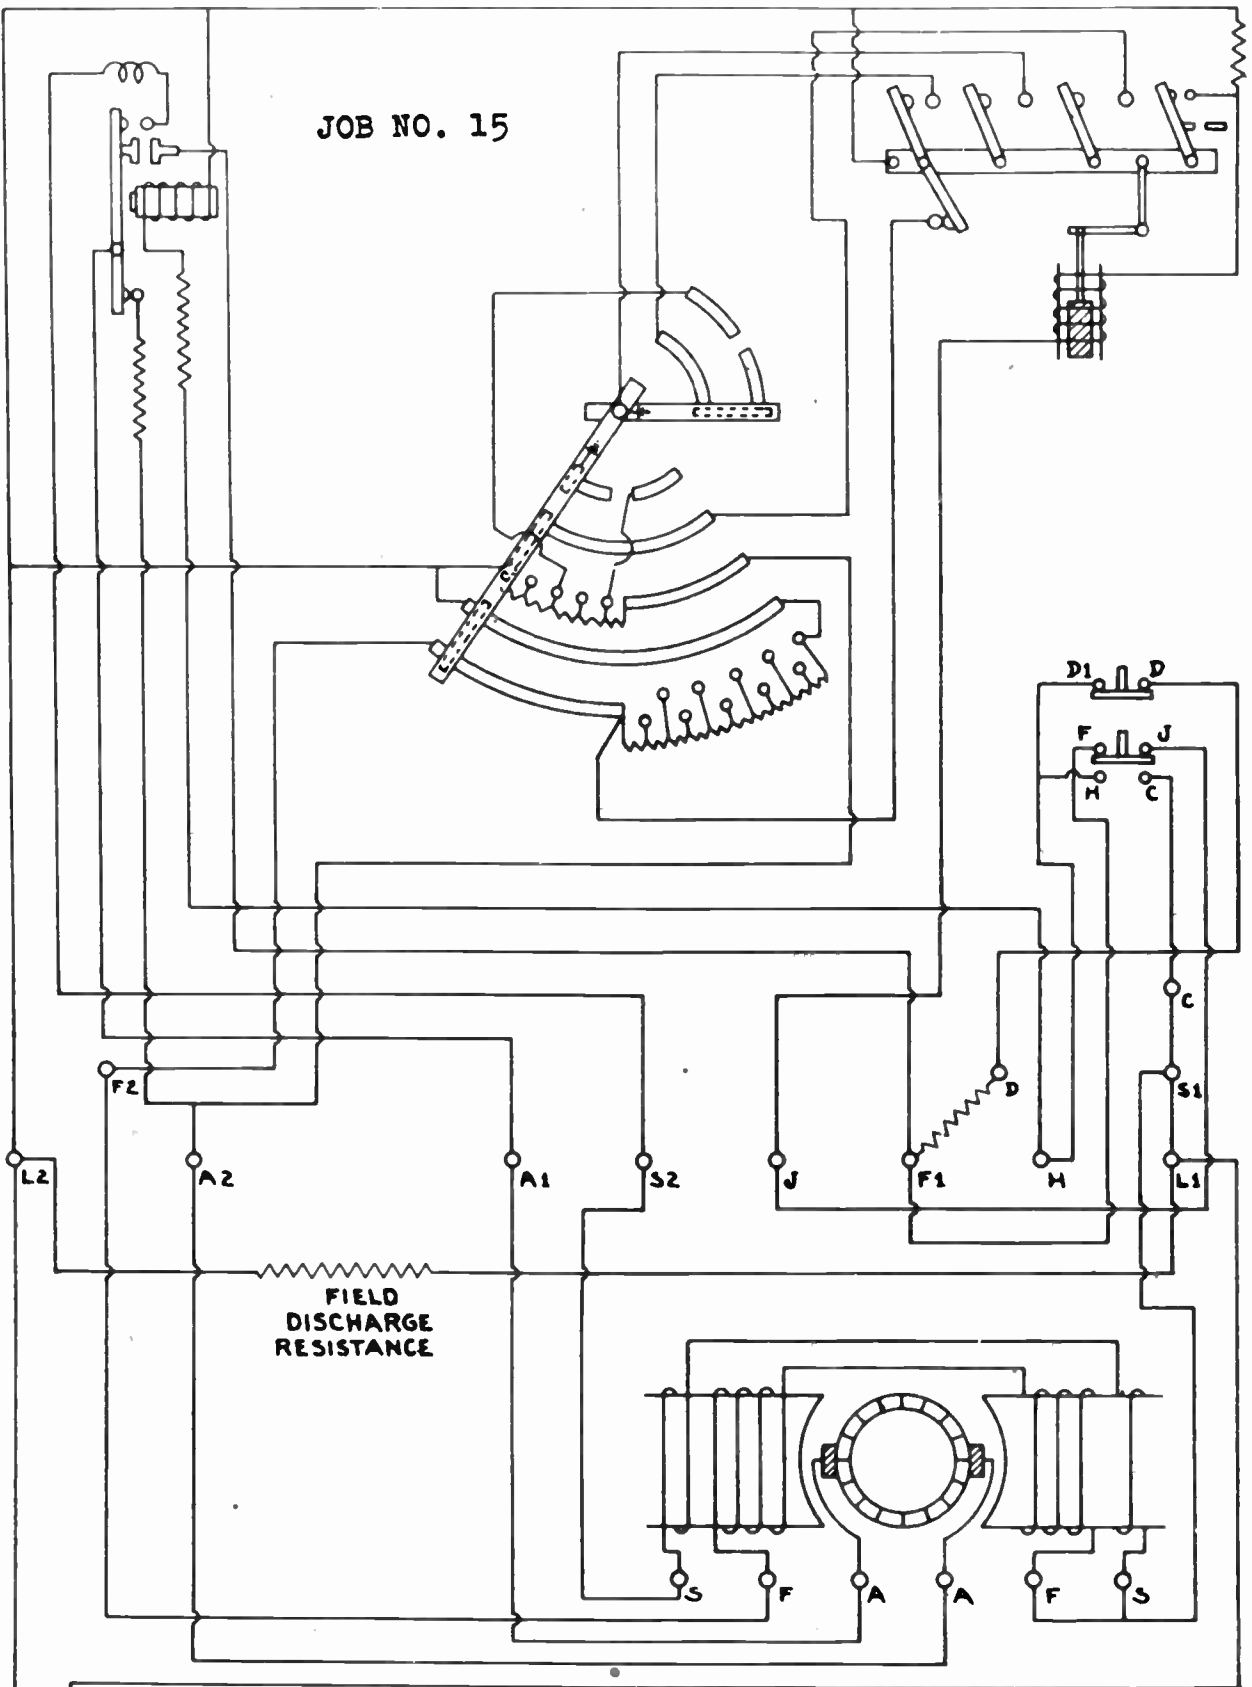 JOB NO. 15
D1 D
F J
H C
C
S1
F2
D
L2 A2 A1 S2 J F1 H L1
FIELD
DISCHARGE
RESISTANCE
S F A A F S